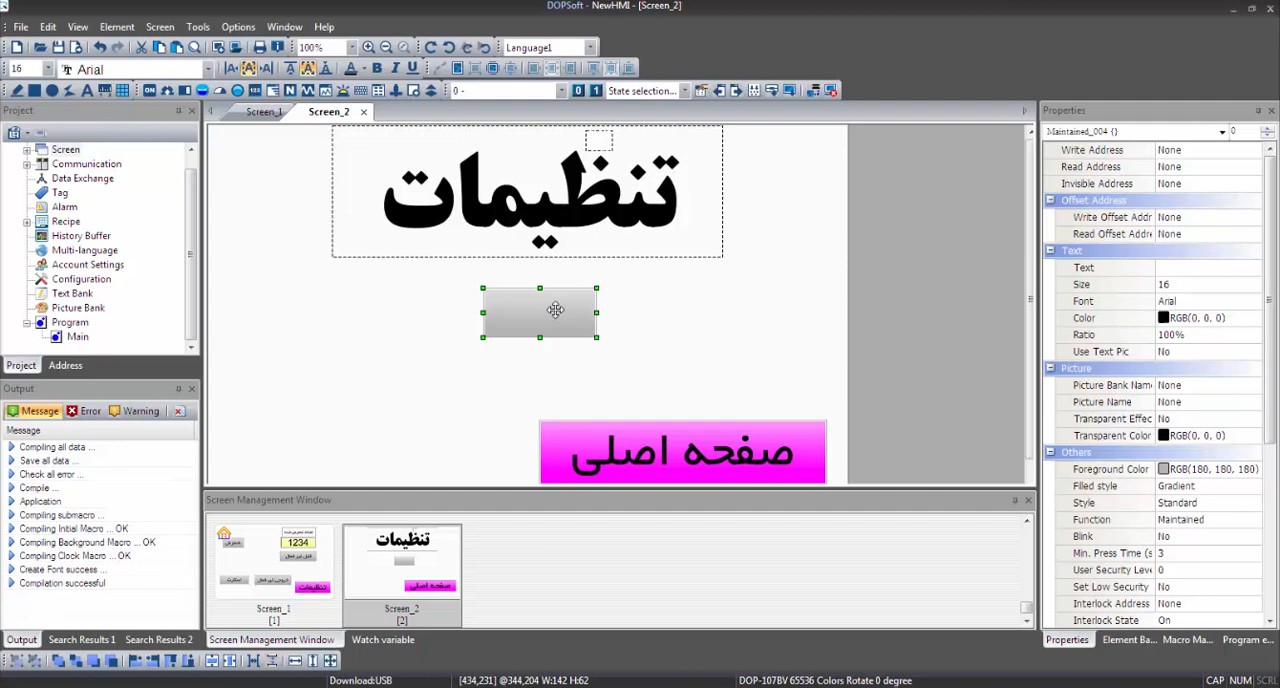 DOPSoft - NewHMI - [Screen_2]
File Edit View Element Screen Tools Options Window Help
100% Language1
16 Arial
0 - 0 1 State selection...
Project
Screen
Communication
Data Exchange
Tag
Alarm
Recipe
History Buffer
Multi-language
Account Settings
Configuration
Text Bank
Picture Bank
Program
Main
Project Address
Output
Message Error Warning
Message
Compiling all data ...
Save all data ...
Check all error ...
Compile ...
Application
Compiling submacro ...
Compiling Initial Macro ... OK
Compiling Background Macro ... OK
Compiling Clock Macro ... OK
Create Font success ...
Compilation successful
Output Search Results 1 Search Results 2
Screen_1 Screen_2
تنظیمات
صفحه اصلی
Screen Management Window
1234
تنظیمات
استارت
Screen_1
[1]
تنظیمات
صفحه اصلی
Screen_2
[2]
Screen Management Window Watch variable
Properties
Maintained_004 {} 0
Write Address None
Read Address None
Invisible Address None
Offset Address
Write Offset Addr None
Read Offset Addr None
Text
Text
Size 16
Font Arial
Color RGB(0, 0, 0)
Ratio 100%
Use Text Pic No
Picture
Picture Bank Name None
Picture Name None
Transparent Effec No
Transparent Color RGB(0, 0, 0)
Others
Foreground Color RGB(180, 180, 180)
Filled style Gradient
Style Standard
Function Maintained
Blink No
Min. Press Time (s 3
User Security Leve 0
Set Low Security No
Interlock Address None
Interlock State On
Properties Element Ba... Macro Ma... Program e...
Download:USB [434,231] @344,204 W:142 H:62 DOP-107BV 65536 Colors Rotate 0 degree CAP NUM SCRL